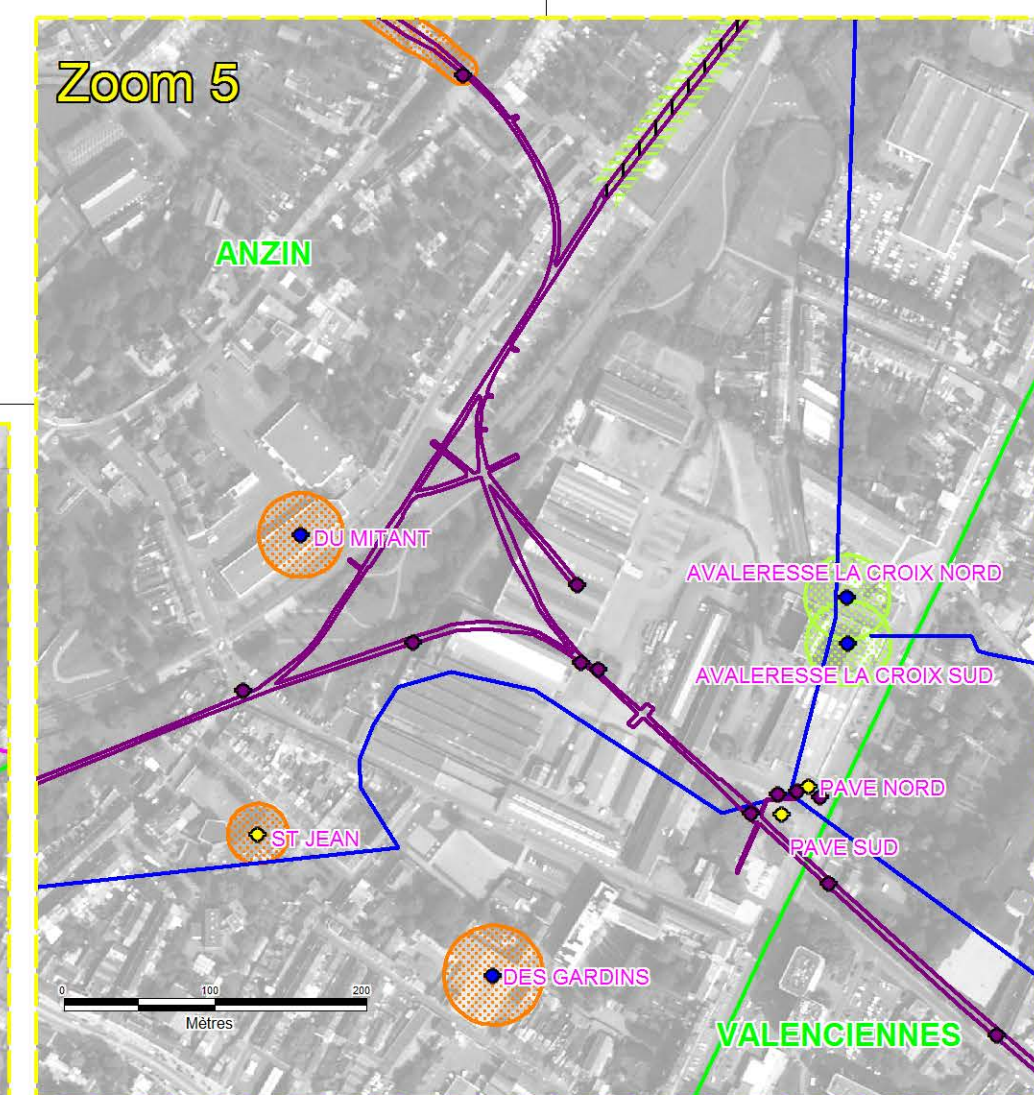 Zoom 5
ANZIN
DU MITANT
AVALERESSE LA CROIX NORD
AVALERESSE LA CROIX SUD
PAVE NORD
ST JEAN
PAVE SUD
DES GARDINS
0 100 200
Mètres
VALENCIENNES